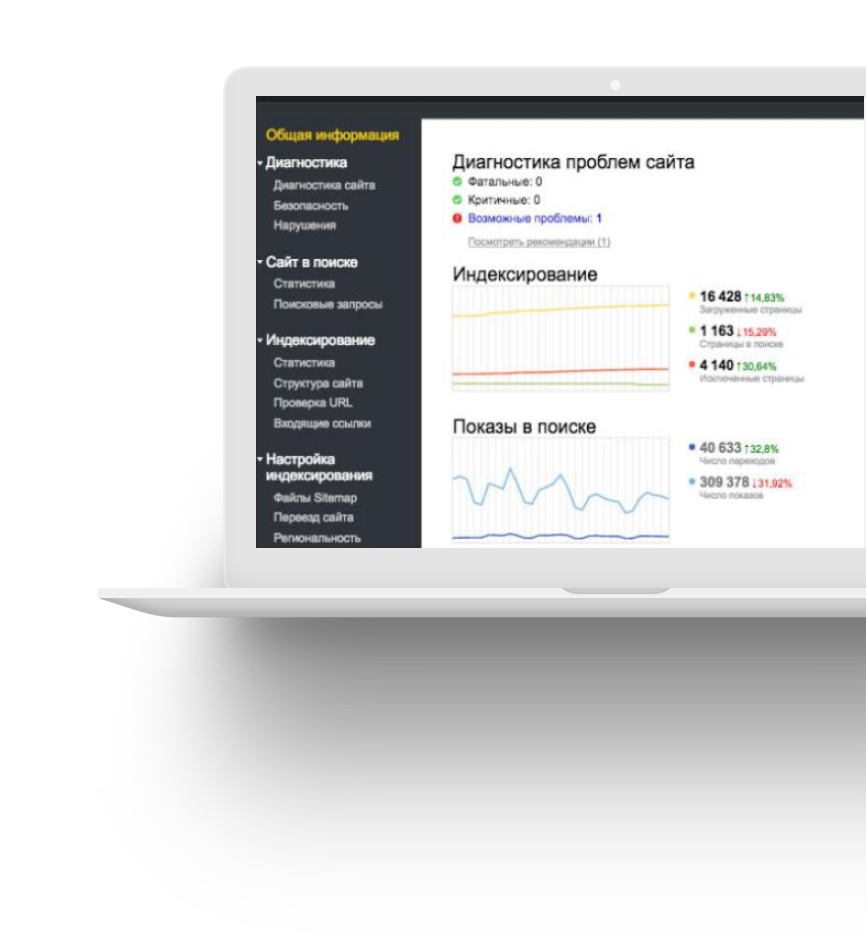 Общая информация
Диагностика
Диагностика сайта
Безопасность
Нарушения
Сайт в поиске
Статистика
Поисковые запросы
Индексирование
Статистика
Структура сайта
Проверка URL
Входящие ссылки
Настройка
индексирования
Файлы Sitemap
Переезд сайта
Региональность
Диагностика проблем сайта
Фатальные: 0
Критичные: 0
Возможные проблемы: 1
Посмотреть рекомендации (1)
Индексирование
16 428 ↑14,83%
Загруженные страницы
1 163 ↓15,29%
Страницы в поиске
4 140 ↑30,64%
Исключенные страницы
Показы в поиске
40 633 ↑32,8%
Число переходов
309 378 ↓31,92%
Число показов